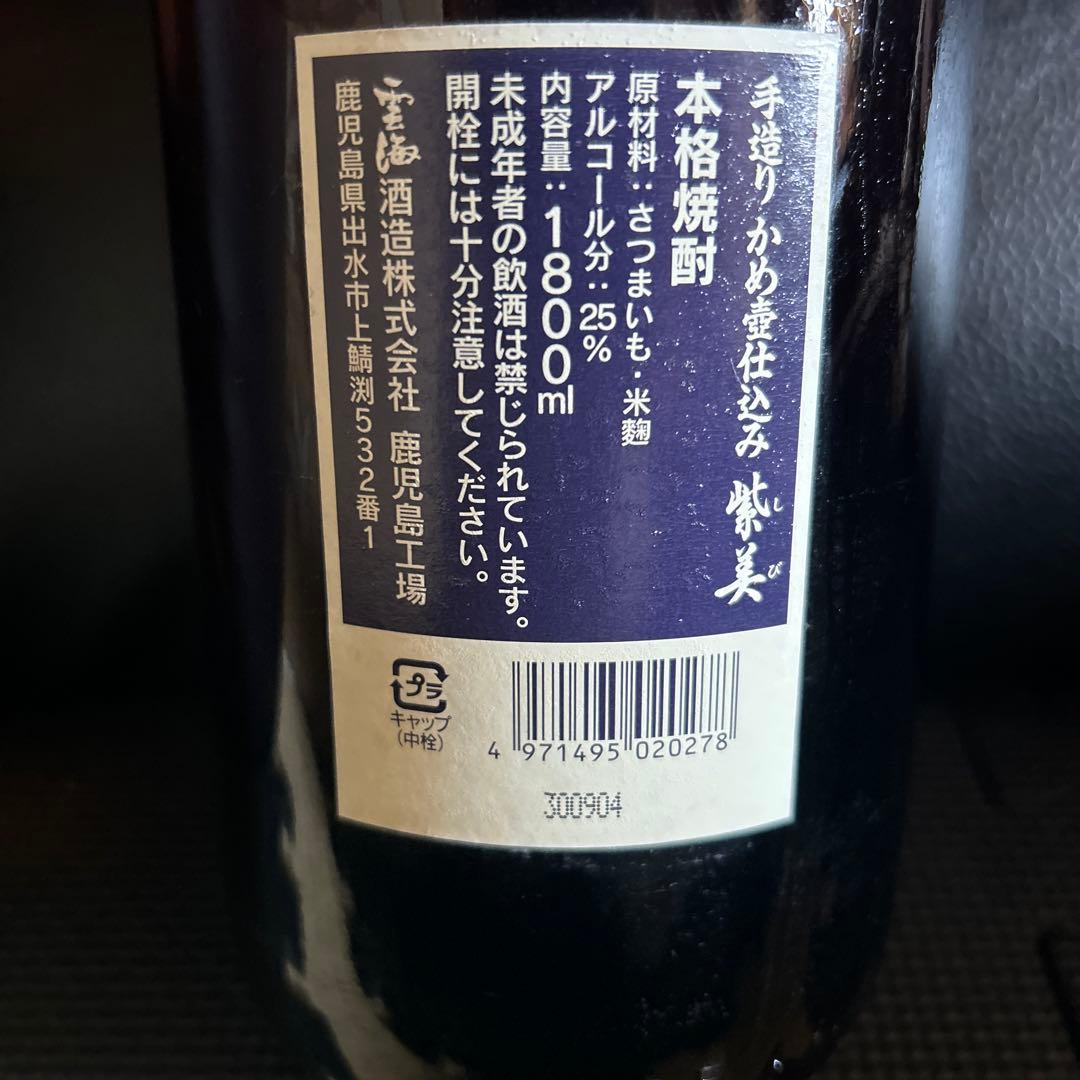 手造りかめ壺仕込み 紫美
しび
本格焼酎
原材料：さつまいも・米麹
アルコール分：25%
内容量：1800ml
未成年者の飲酒は禁じられています。
開栓には十分注意してください。
雲海酒造株式会社 鹿児島工場
鹿児島県出水市上鯖渕532番1
プラ
キャップ
(中栓)
4 971495 020278
300904